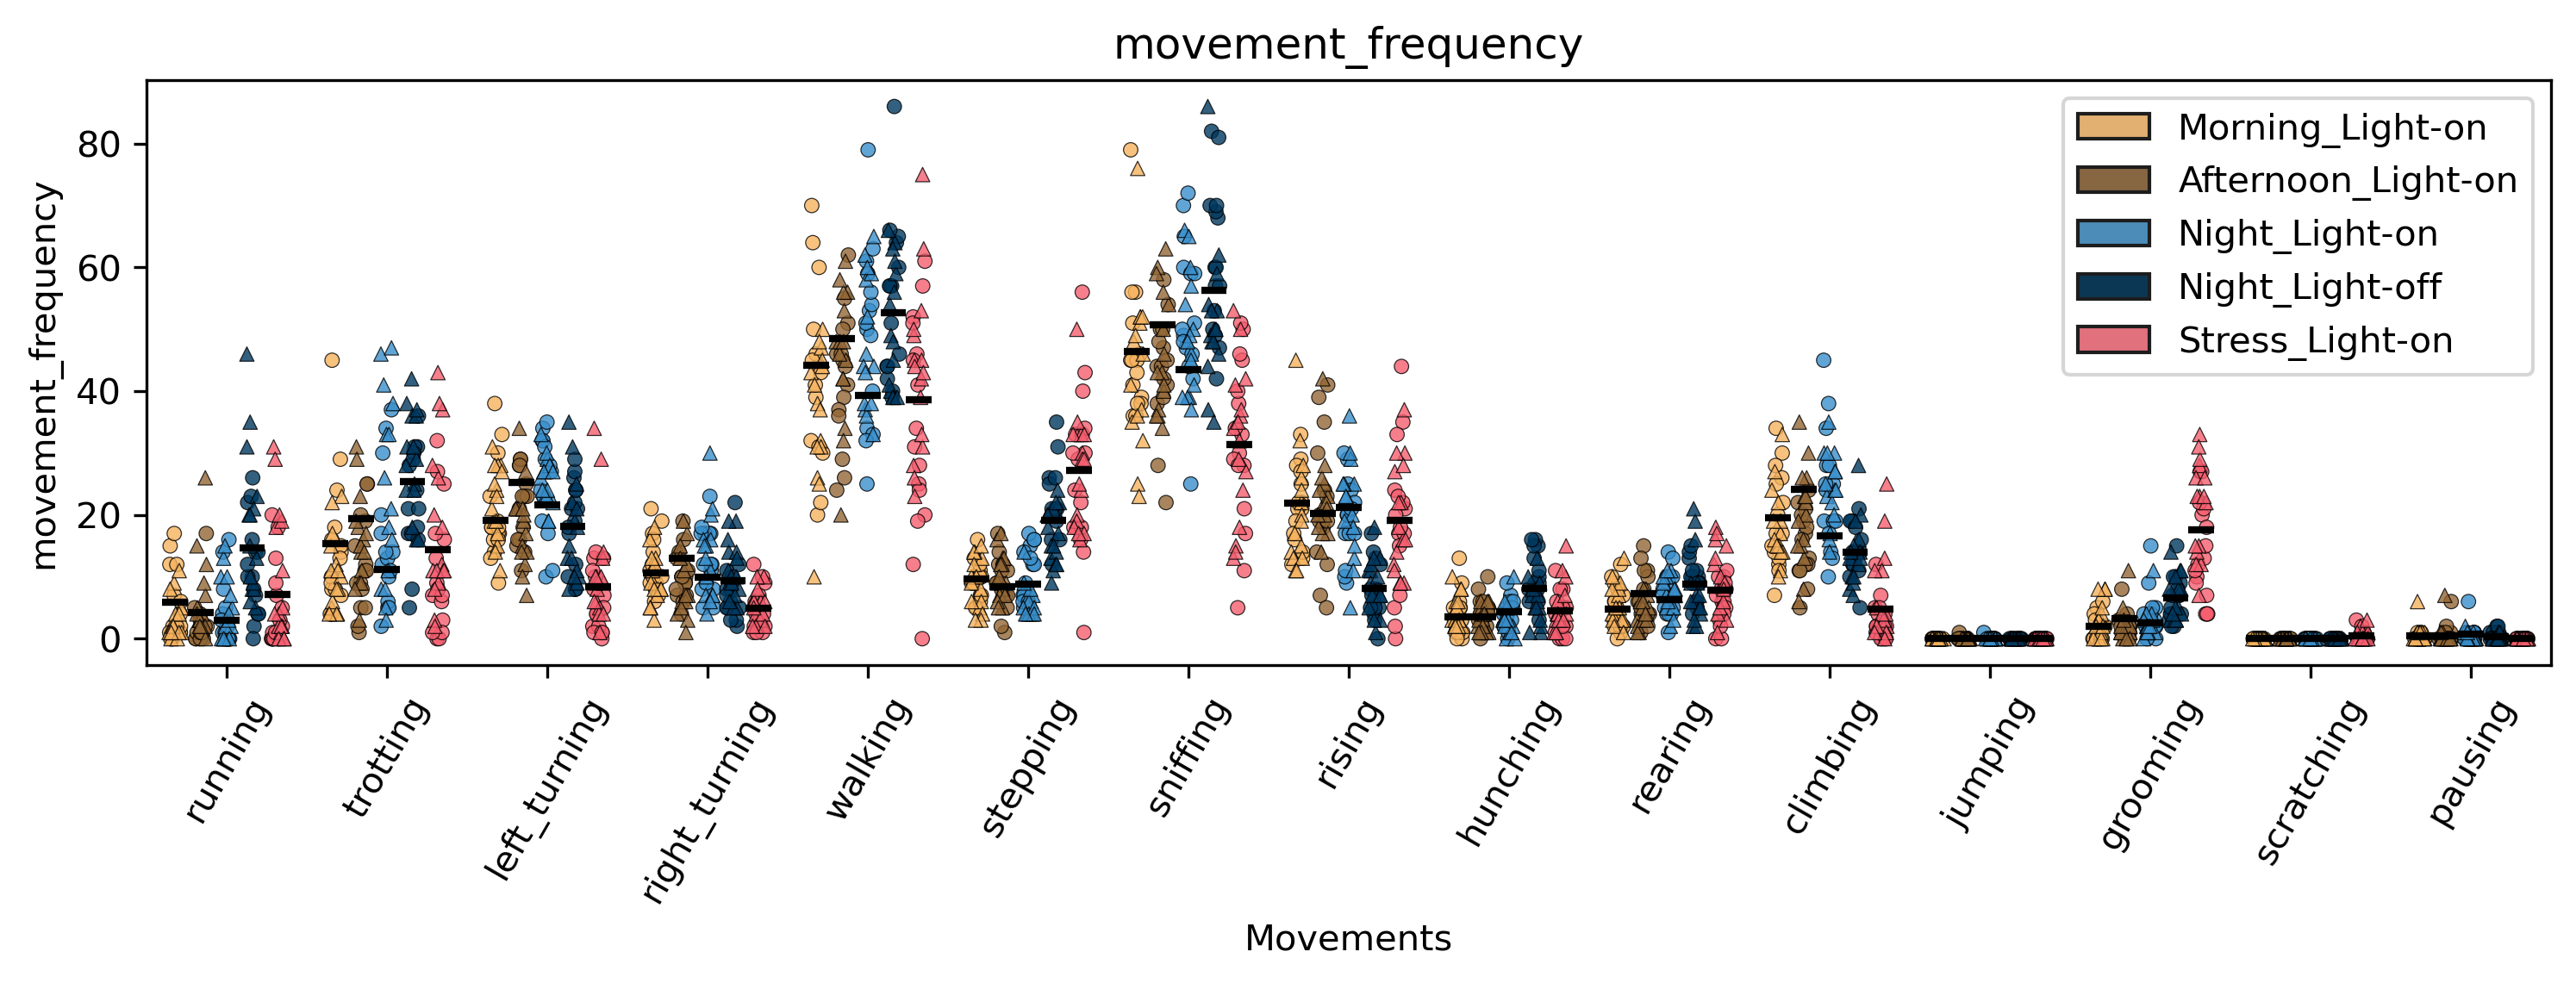 movement_frequency
movement_frequency
80
60
40
20
0
Morning_Light-on
Afternoon_Light-on
Night_Light-on
Night_Light-off
Stress_Light-on
running
trotting
left_turning
right_turning
walking
stepping
sniffing
rising
hunching
rearing
climbing
jumping
grooming
scratching
pausing
Movements